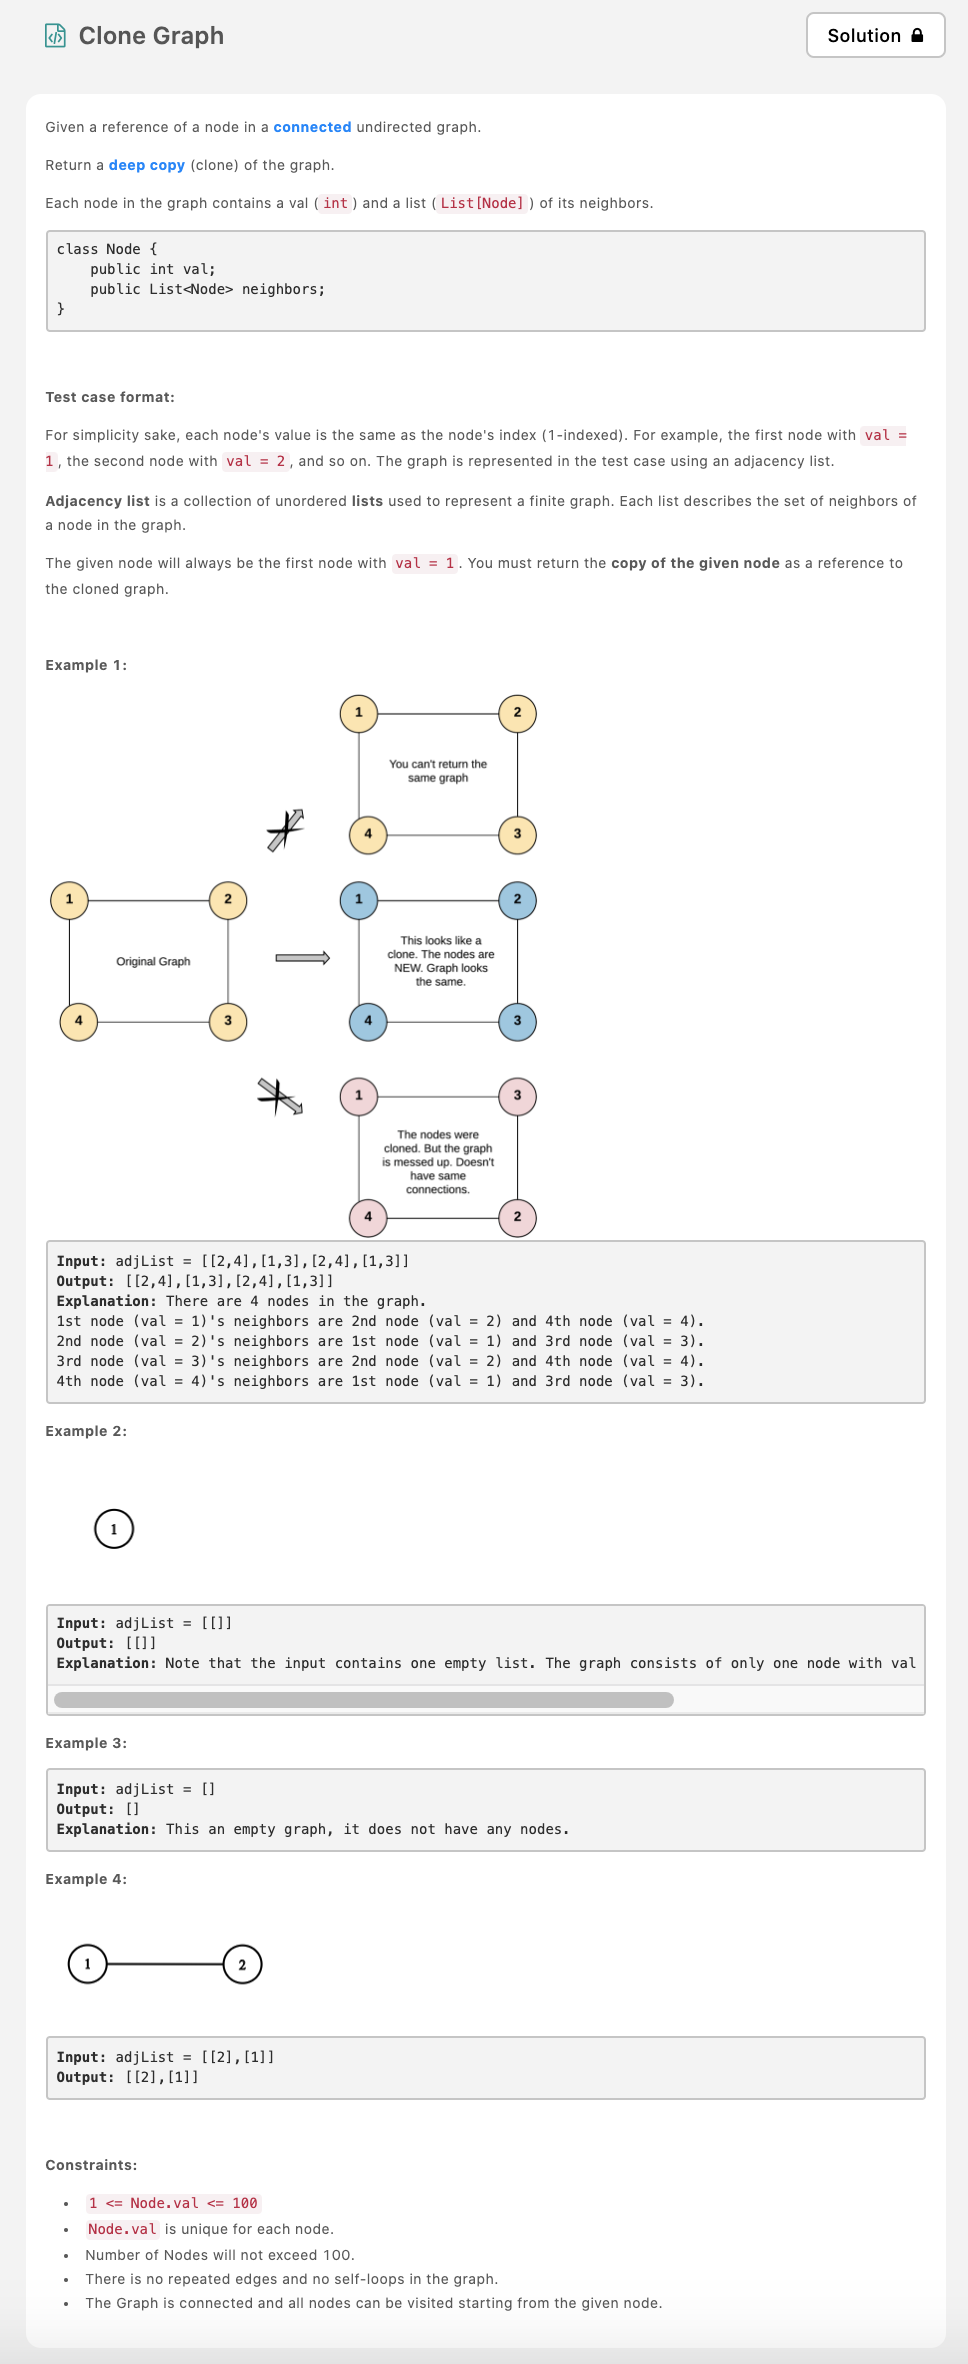 Clone Graph
Solution
Given a reference of a node in a connected undirected graph.
Return a deep copy (clone) of the graph.
Each node in the graph contains a val ( int ) and a list ( List[Node] ) of its neighbors.
class Node {
    public int val;
    public List<Node> neighbors;
}
Test case format:
For simplicity sake, each node's value is the same as the node's index (1-indexed). For example, the first node with val =
1 , the second node with val = 2 , and so on. The graph is represented in the test case using an adjacency list.
Adjacency list is a collection of unordered lists used to represent a finite graph. Each list describes the set of neighbors of
a node in the graph.
The given node will always be the first node with val = 1 . You must return the copy of the given node as a reference to
the cloned graph.
Example 1:
1 2
You can't return the
same graph
4 3
1 2
Original Graph
4 3
1 2
This looks like a
clone. The nodes are
NEW. Graph looks
the same.
4 3
1 3
The nodes were
cloned. But the graph
is messed up. Doesn't
have same
connections.
4 2
Input: adjList = [[2,4],[1,3],[2,4],[1,3]]
Output: [[2,4],[1,3],[2,4],[1,3]]
Explanation: There are 4 nodes in the graph.
1st node (val = 1)'s neighbors are 2nd node (val = 2) and 4th node (val = 4).
2nd node (val = 2)'s neighbors are 1st node (val = 1) and 3rd node (val = 3).
3rd node (val = 3)'s neighbors are 2nd node (val = 2) and 4th node (val = 4).
4th node (val = 4)'s neighbors are 1st node (val = 1) and 3rd node (val = 3).
Example 2:
1
Input: adjList = [[]]
Output: [[]]
Explanation: Note that the input contains one empty list. The graph consists of only one node with val
Example 3:
Input: adjList = []
Output: []
Explanation: This an empty graph, it does not have any nodes.
Example 4:
1 2
Input: adjList = [[2],[1]]
Output: [[2],[1]]
Constraints:
• 1 <= Node.val <= 100
• Node.val is unique for each node.
• Number of Nodes will not exceed 100.
• There is no repeated edges and no self-loops in the graph.
• The Graph is connected and all nodes can be visited starting from the given node.